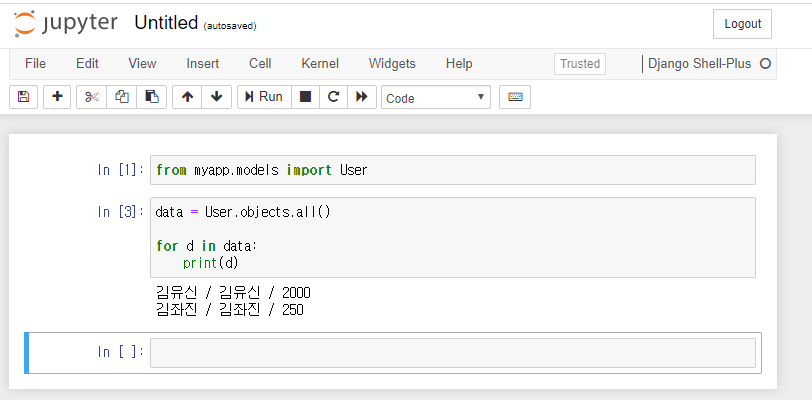 jupyter Untitled (autosaved) Logout
File Edit View Insert Cell Kernel Widgets Help Trusted Django Shell-Plus
Run Code
In [1]: from myapp.models import User
In [3]: data = User.objects.all()
for d in data:
    print(d)
김유신 / 김유신 / 2000
김좌진 / 김좌진 / 250
In [ ]: